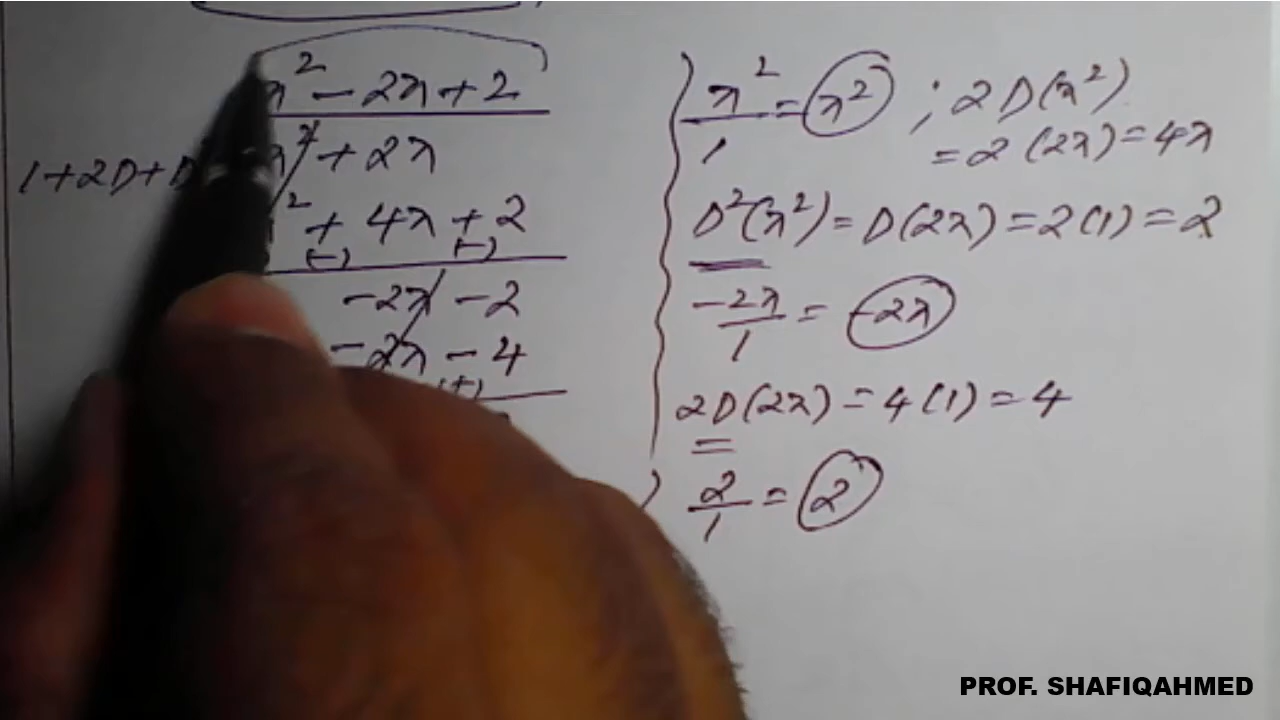 x² - 2x + 2
1 + 2D + D
x² + 2x
x² + 4x + 2
(-) (-)
-2x - 2
-2x - 4
(+)
x²/1 = x² ; 2D(x²)
= 2(2x) = 4x
D²(x²) = D(2x) = 2(1) = 2
-2x/1 = -2x
2D(2x) = 4(1) = 4
2/1 = 2
PROF. SHAFIQAHMED